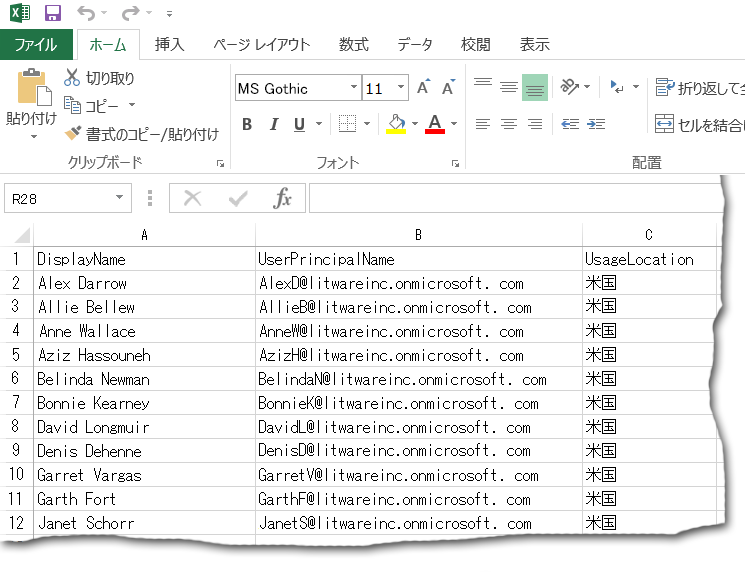 ファイル ホーム 挿入 ページ レイアウト 数式 データ 校閲 表示
貼り付け
切り取り
コピー
書式のコピー/貼り付け
クリップボード
MS Gothic 11
B I U A
フォント
折り返して全
セルを結合
配置
R28 fx
A B C
1 DisplayName UserPrincipalName UsageLocation
2 Alex Darrow AlexD@litwareinc.onmicrosoft. com 米国
3 Allie Bellew AllieB@litwareinc.onmicrosoft. com 米国
4 Anne Wallace AnneW@litwareinc.onmicrosoft. com 米国
5 Aziz Hassouneh AzizH@litwareinc.onmicrosoft. com 米国
6 Belinda Newman BelindaN@litwareinc.onmicrosoft. com 米国
7 Bonnie Kearney BonnieK@litwareinc.onmicrosoft. com 米国
8 David Longmuir DavidL@litwareinc.onmicrosoft. com 米国
9 Denis Dehenne DenisD@litwareinc.onmicrosoft. com 米国
10 Garret Vargas GarretV@litwareinc.onmicrosoft. com 米国
11 Garth Fort GarthF@litwareinc.onmicrosoft. com 米国
12 Janet Schorr JanetS@litwareinc.onmicrosoft. com 米国